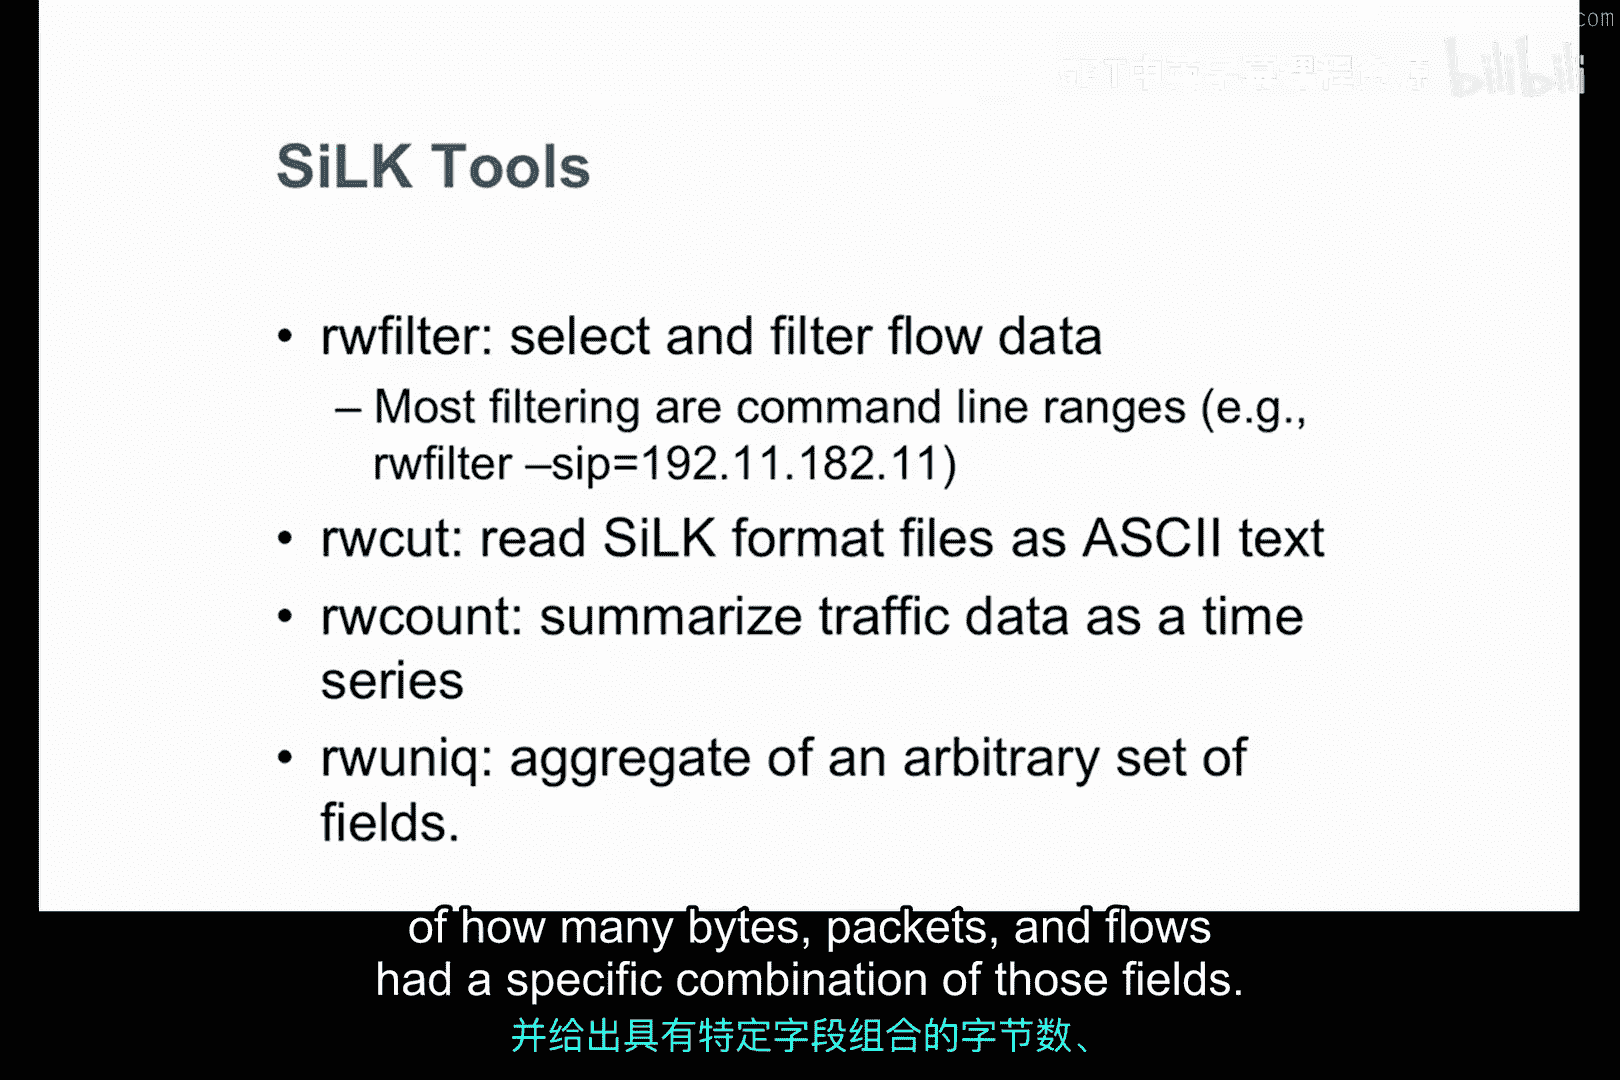 com
bilibili
SiLK Tools
• rwfilter: select and filter flow data
– Most filtering are command line ranges (e.g.,
rwfilter –sip=192.11.182.11)
• rwcut: read SiLK format files as ASCII text
• rwcount: summarize traffic data as a time
series
• rwuniq: aggregate of an arbitrary set of
fields.
of how many bytes, packets, and flows
had a specific combination of those fields.
并给出具有特定字段组合的字节数、